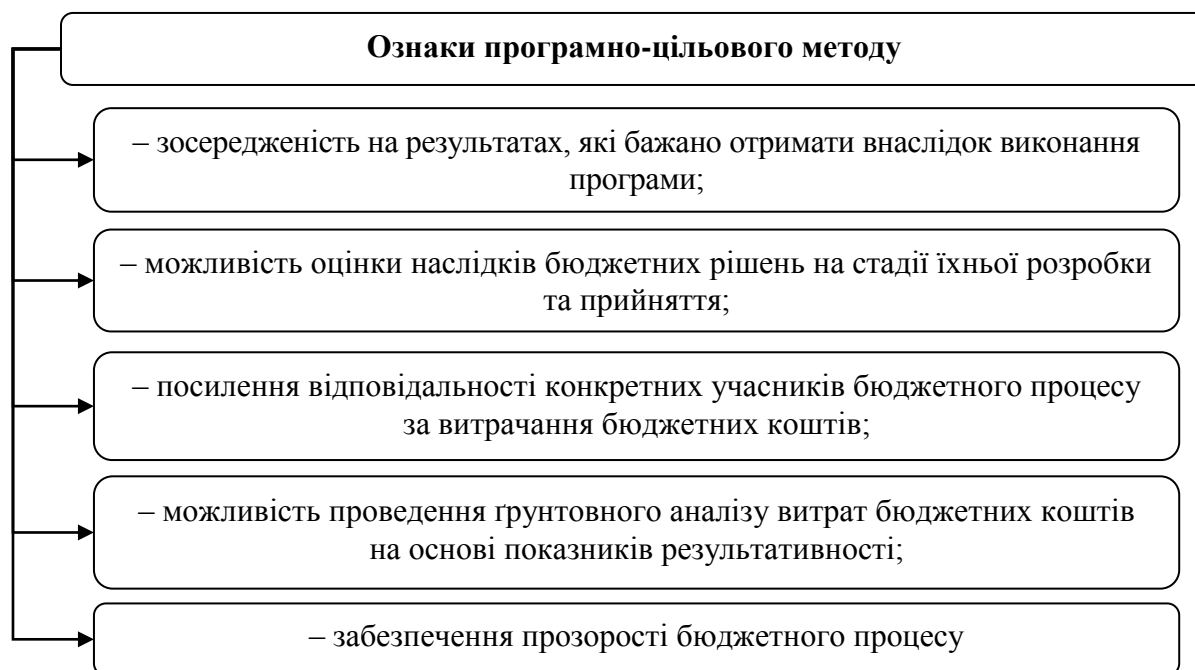 Ознаки програмно-цільового методу
– зосередженість на результатах, які бажано отримати внаслідок виконання
програми;
– можливість оцінки наслідків бюджетних рішень на стадії їхньої розробки
та прийняття;
– посилення відповідальності конкретних учасників бюджетного процесу
за витрачання бюджетних коштів;
– можливість проведення ґрунтовного аналізу витрат бюджетних коштів
на основі показників результативності;
– забезпечення прозорості бюджетного процесу